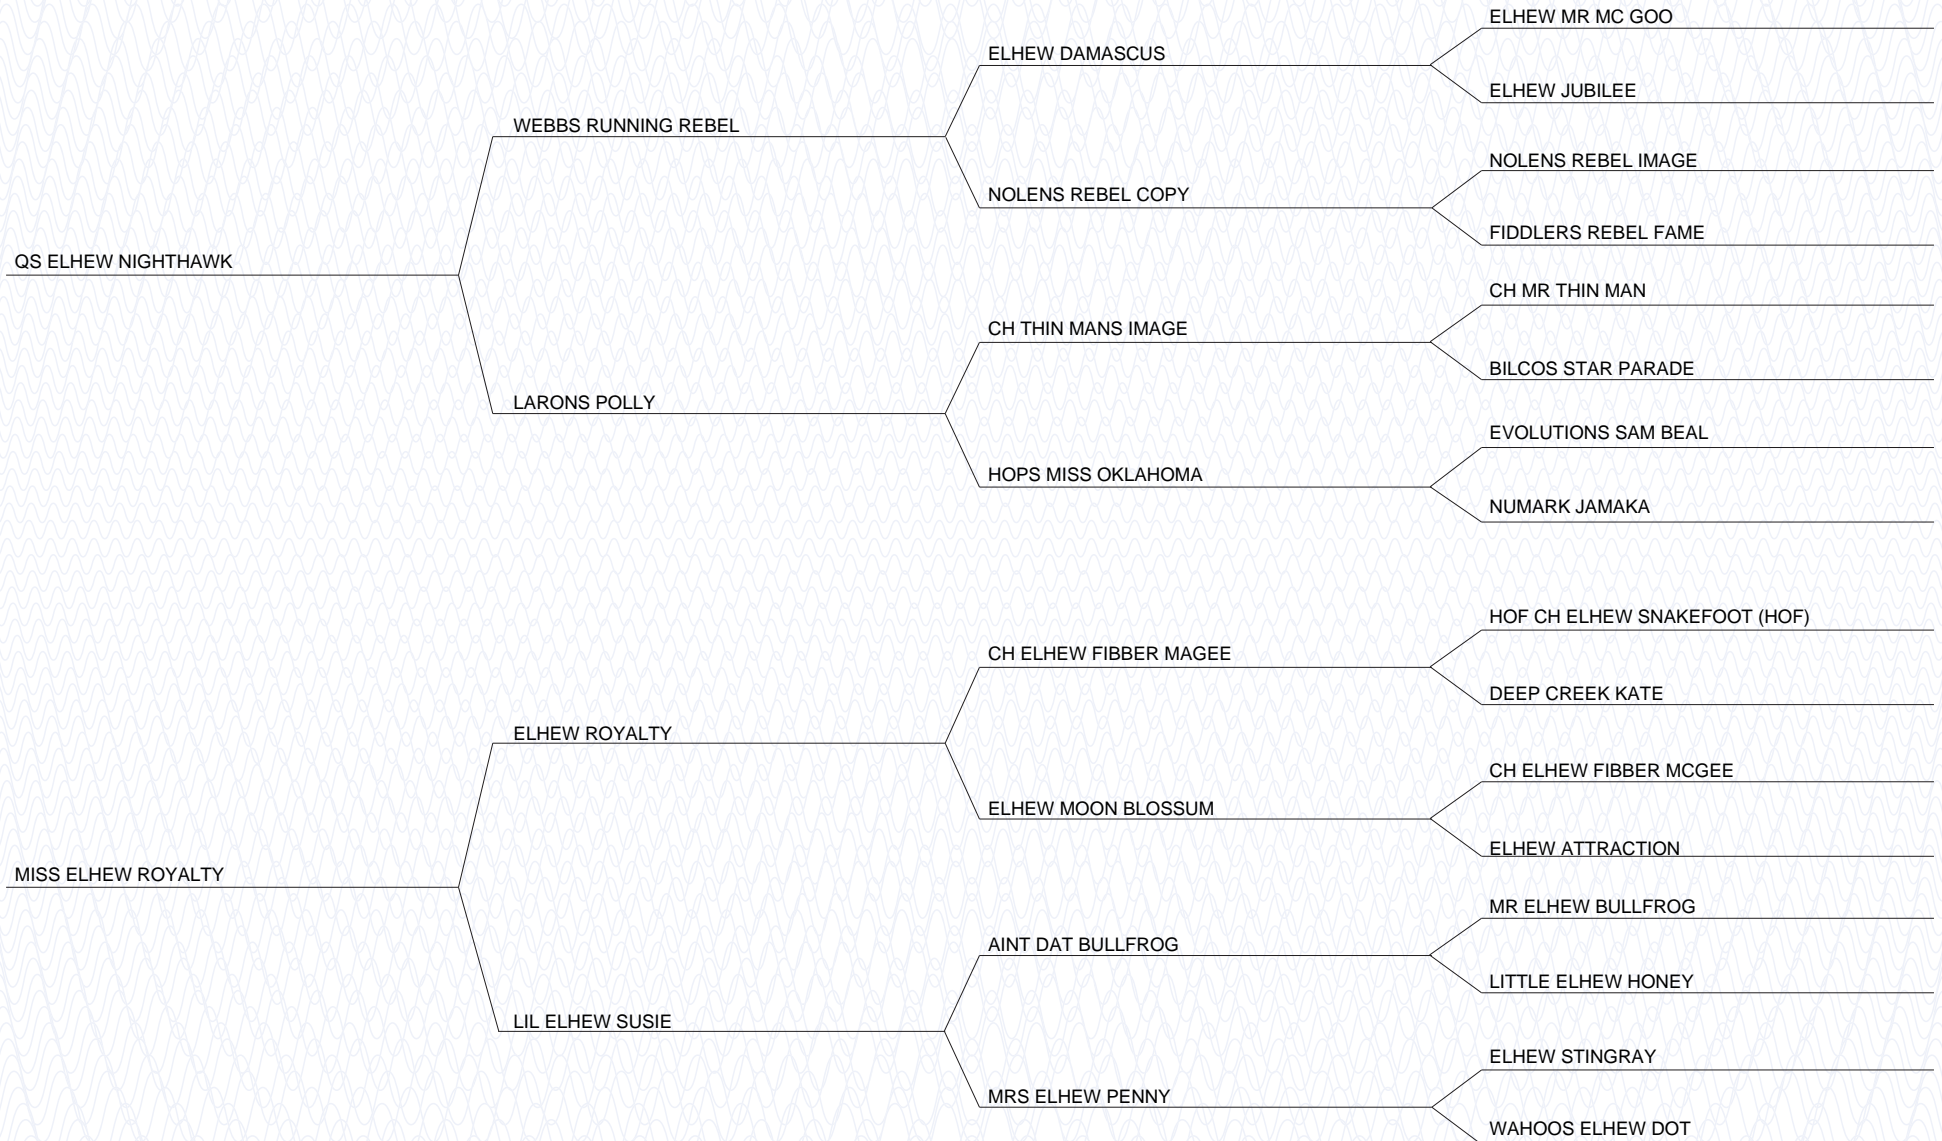 ELHEW MR MC GOO
ELHEW DAMASCUS
ELHEW JUBILEE
WEBBS RUNNING REBEL
NOLENS REBEL IMAGE
NOLENS REBEL COPY
FIDDLERS REBEL FAME
QS ELHEW NIGHTHAWK
CH MR THIN MAN
CH THIN MANS IMAGE
BILCOS STAR PARADE
LARONS POLLY
EVOLUTIONS SAM BEAL
HOPS MISS OKLAHOMA
NUMARK JAMAKA
HOF CH ELHEW SNAKEFOOT (HOF)
CH ELHEW FIBBER MAGEE
DEEP CREEK KATE
ELHEW ROYALTY
CH ELHEW FIBBER MCGEE
ELHEW MOON BLOSSUM
ELHEW ATTRACTION
MISS ELHEW ROYALTY
MR ELHEW BULLFROG
AINT DAT BULLFROG
LITTLE ELHEW HONEY
LIL ELHEW SUSIE
ELHEW STINGRAY
MRS ELHEW PENNY
WAHOOS ELHEW DOT